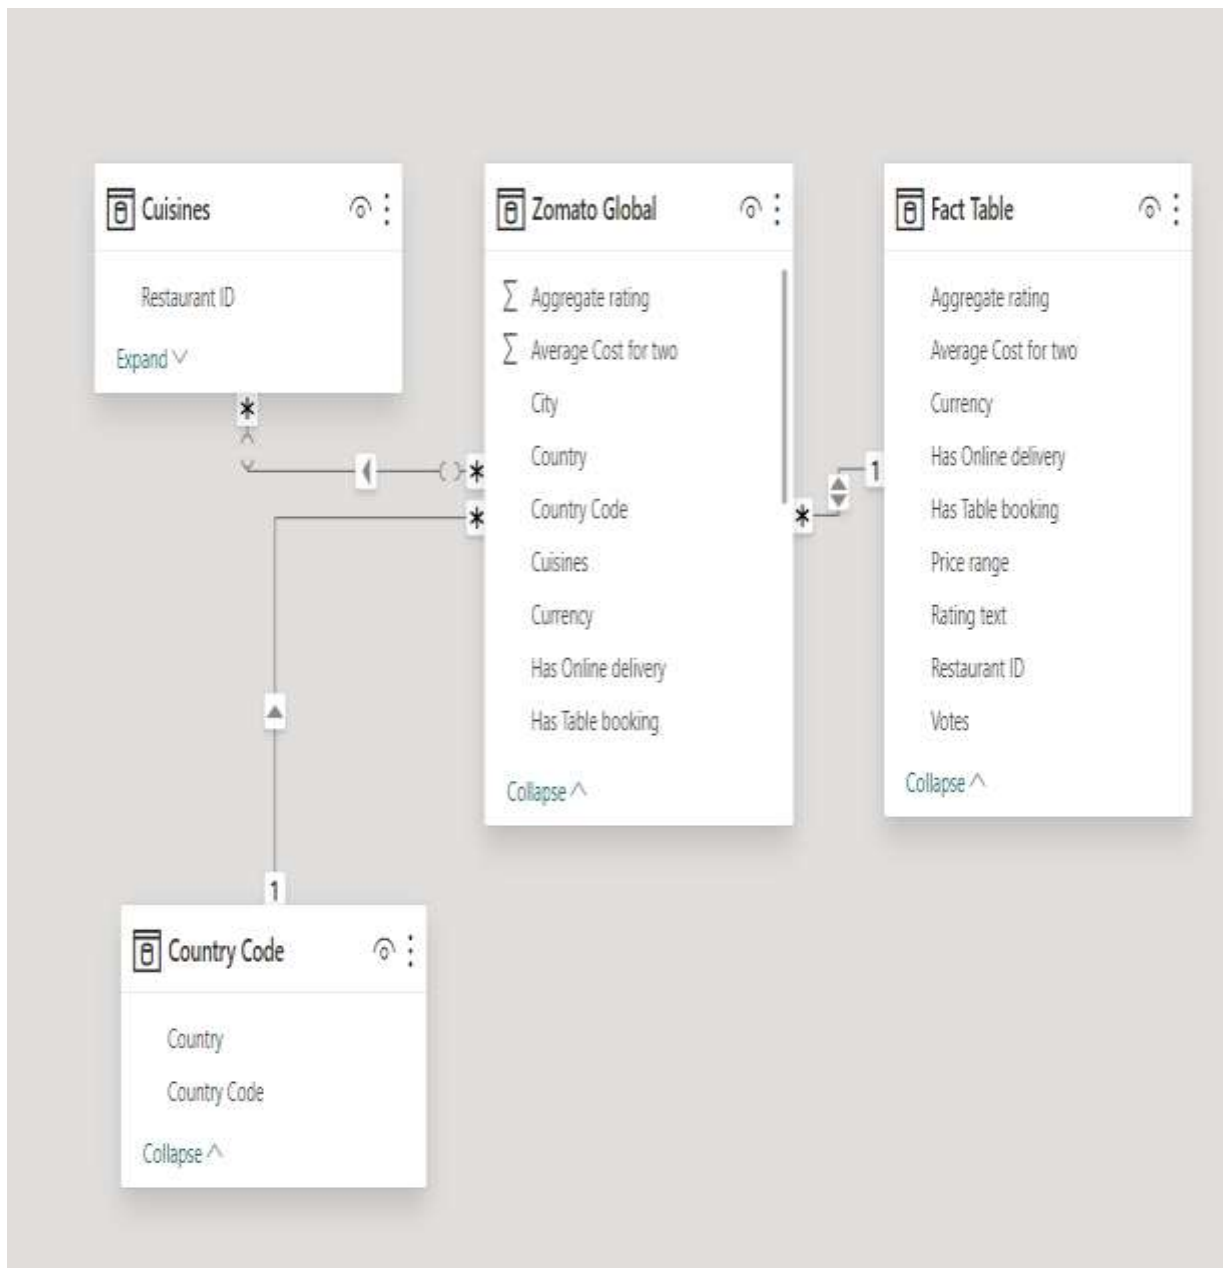 Cuisines
Restaurant ID
Expand
*
*
*
Zomato Global
Σ Aggregate rating
Σ Average Cost for two
City
Country
Country Code
Cuisines
Currency
Has Online delivery
Has Table booking
Collapse
*
1
Fact Table
Aggregate rating
Average Cost for two
Currency
Has Online delivery
Has Table booking
Price range
Rating text
Restaurant ID
Votes
Collapse
1
Country Code
Country
Country Code
Collapse